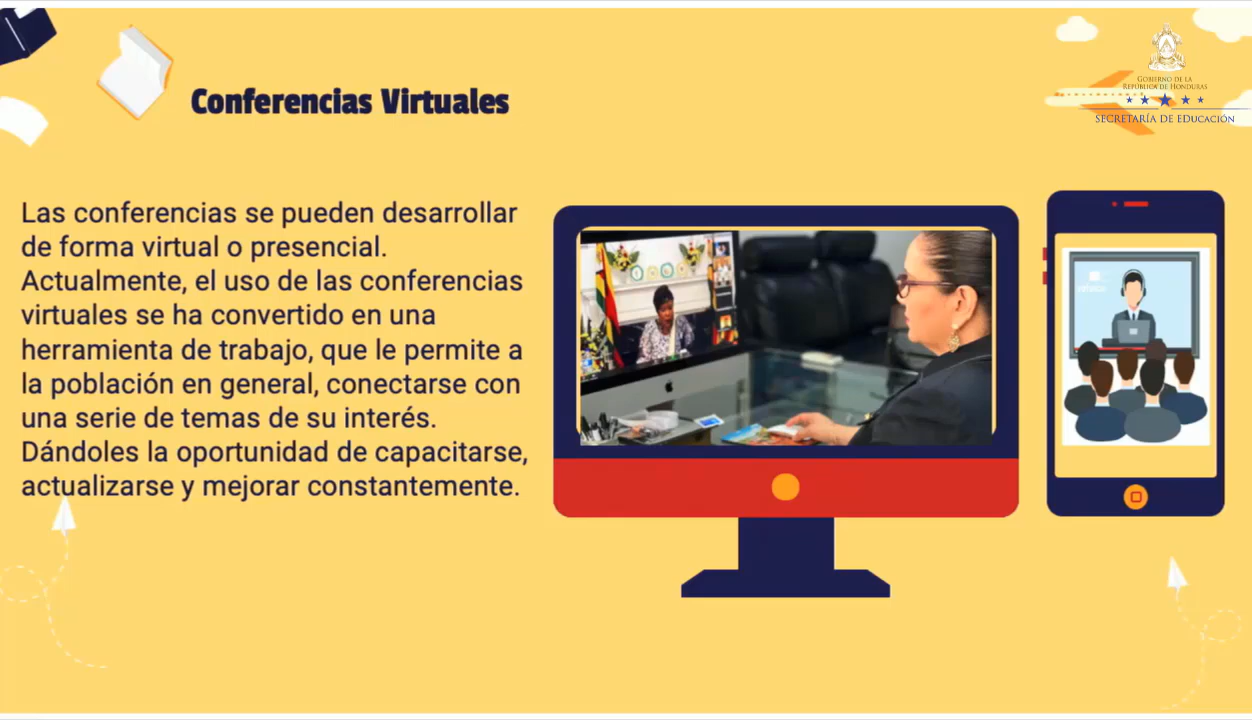 Conferencias Virtuales
GOBIERNO DE LA
REPÚBLICA DE HONDURAS
SECRETARÍA DE EDUCACIÓN
Las conferencias se pueden desarrollar
de forma virtual o presencial.
Actualmente, el uso de las conferencias
virtuales se ha convertido en una
herramienta de trabajo, que le permite a
la población en general, conectarse con
una serie de temas de su interés.
Dándoles la oportunidad de capacitarse,
actualizarse y mejorar constantemente.